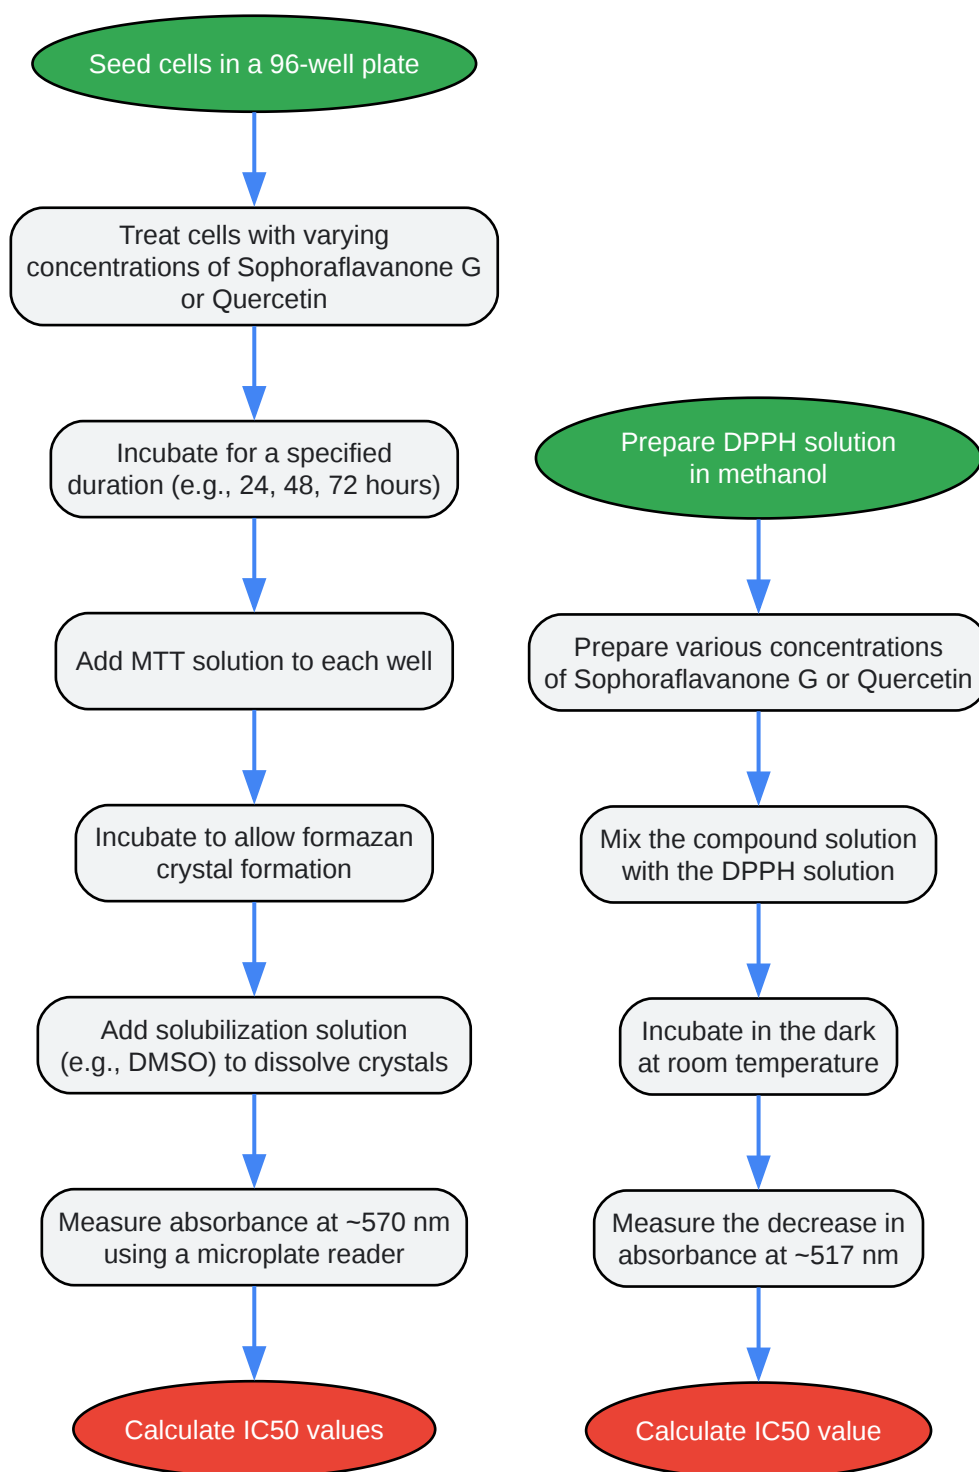 Seed cells in a 96-well plate
Treat cells with varying
concentrations of Sophoraflavanone G
or Quercetin
Incubate for a specified
duration (e.g., 24, 48, 72 hours)
Add MTT solution to each well
Incubate to allow formazan
crystal formation
Add solubilization solution
(e.g., DMSO) to dissolve crystals
Measure absorbance at ~570 nm
using a microplate reader
Calculate IC50 values
Prepare DPPH solution
in methanol
Prepare various concentrations
of Sophoraflavanone G or Quercetin
Mix the compound solution
with the DPPH solution
Incubate in the dark
at room temperature
Measure the decrease in
absorbance at ~517 nm
Calculate IC50 value